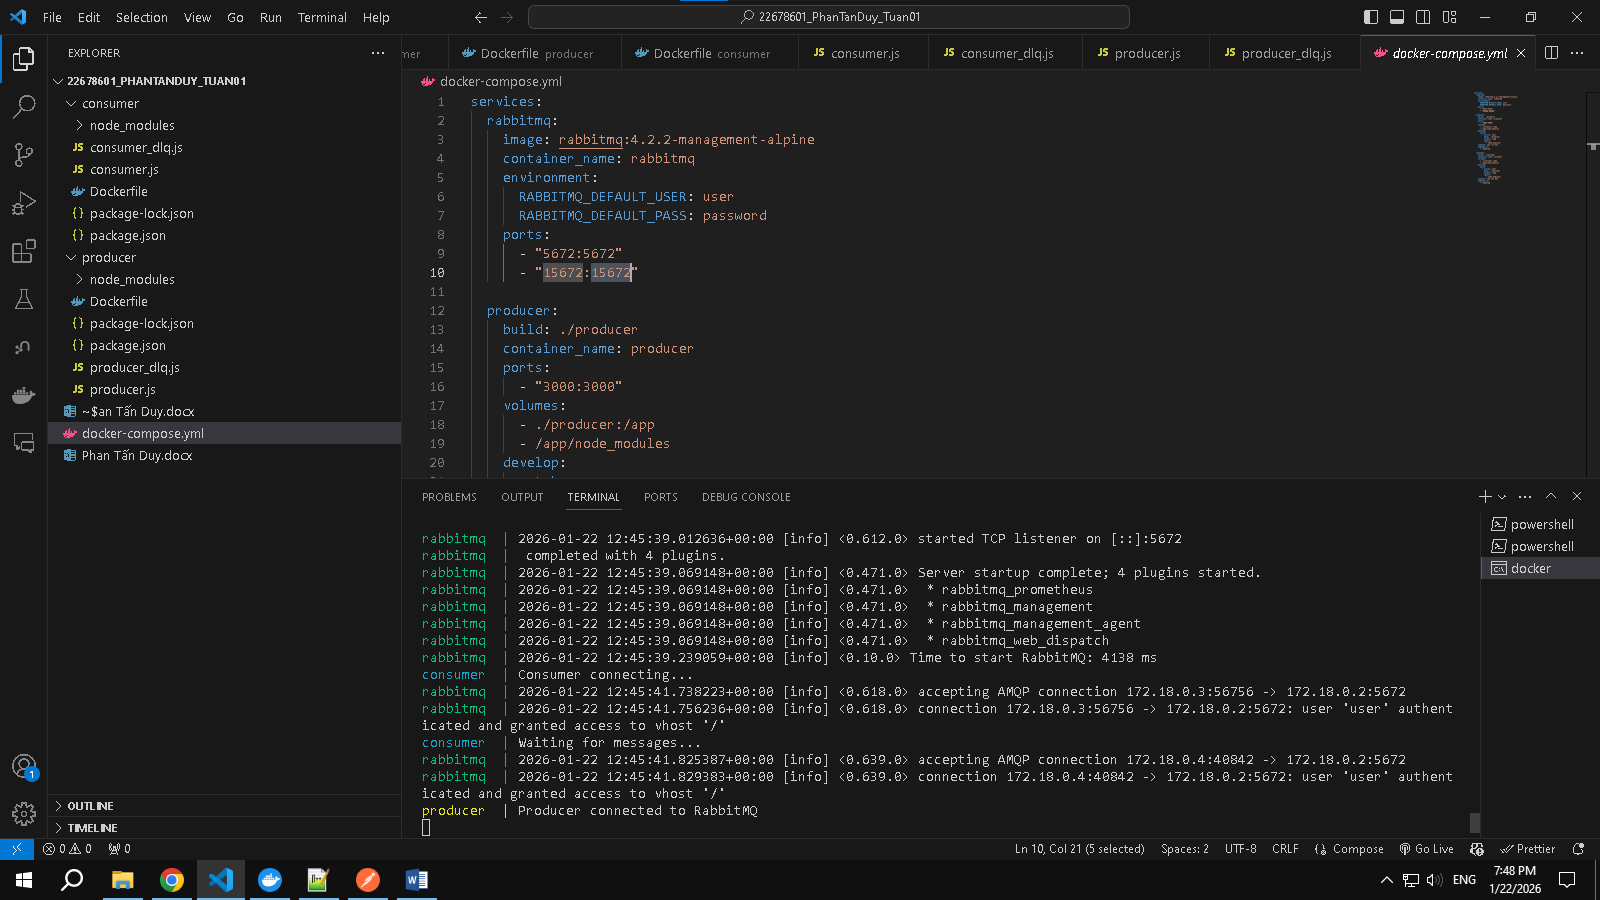 File Edit Selection View Go Run Terminal Help
22678601_PhanTanDuy_Tuan01
EXPLORER
22678601_PHANTANDUY_TUAN01
consumer
node_modules
JS consumer_dlq.js
JS consumer.js
Dockerfile
{} package-lock.json
{} package.json
producer
node_modules
Dockerfile
{} package-lock.json
{} package.json
JS producer_dlq.js
JS producer.js
~$an Tấn Duy.docx
docker-compose.yml
Phan Tấn Duy.docx
OUTLINE
TIMELINE
mer Dockerfile producer Dockerfile consumer JS consumer.js JS consumer_dlq.js JS producer.js JS producer_dlq.js docker-compose.yml
docker-compose.yml
1 services:
2 rabbitmq:
3 image: rabbitmq:4.2.2-management-alpine
4 container_name: rabbitmq
5 environment:
6 RABBITMQ_DEFAULT_USER: user
7 RABBITMQ_DEFAULT_PASS: password
8 ports:
9 - "5672:5672"
10 - "15672:15672"
11
12 producer:
13 build: ./producer
14 container_name: producer
15 ports:
16 - "3000:3000"
17 volumes:
18 - ./producer:/app
19 - /app/node_modules
20 develop:
PROBLEMS OUTPUT TERMINAL PORTS DEBUG CONSOLE
rabbitmq | 2026-01-22 12:45:39.012636+00:00 [info] <0.612.0> started TCP listener on [::]:5672
rabbitmq | completed with 4 plugins.
rabbitmq | 2026-01-22 12:45:39.069148+00:00 [info] <0.471.0> Server startup complete; 4 plugins started.
rabbitmq | 2026-01-22 12:45:39.069148+00:00 [info] <0.471.0> * rabbitmq_prometheus
rabbitmq | 2026-01-22 12:45:39.069148+00:00 [info] <0.471.0> * rabbitmq_management
rabbitmq | 2026-01-22 12:45:39.069148+00:00 [info] <0.471.0> * rabbitmq_management_agent
rabbitmq | 2026-01-22 12:45:39.069148+00:00 [info] <0.471.0> * rabbitmq_web_dispatch
rabbitmq | 2026-01-22 12:45:39.239059+00:00 [info] <0.10.0> Time to start RabbitMQ: 4138 ms
consumer | Consumer connecting...
rabbitmq | 2026-01-22 12:45:41.738223+00:00 [info] <0.618.0> accepting AMQP connection 172.18.0.3:56756 -> 172.18.0.2:5672
rabbitmq | 2026-01-22 12:45:41.756236+00:00 [info] <0.618.0> connection 172.18.0.3:56756 -> 172.18.0.2:5672: user 'user' authent
icated and granted access to vhost '/'
consumer | Waiting for messages...
rabbitmq | 2026-01-22 12:45:41.825387+00:00 [info] <0.639.0> accepting AMQP connection 172.18.0.4:40842 -> 172.18.0.2:5672
rabbitmq | 2026-01-22 12:45:41.829383+00:00 [info] <0.639.0> connection 172.18.0.4:40842 -> 172.18.0.2:5672: user 'user' authent
icated and granted access to vhost '/'
producer | Producer connected to RabbitMQ
powershell
powershell
docker
0 0 0 Ln 10, Col 21 (5 selected) Spaces: 2 UTF-8 CRLF Compose Go Live Prettier
1
ENG
7:48 PM
1/22/2026